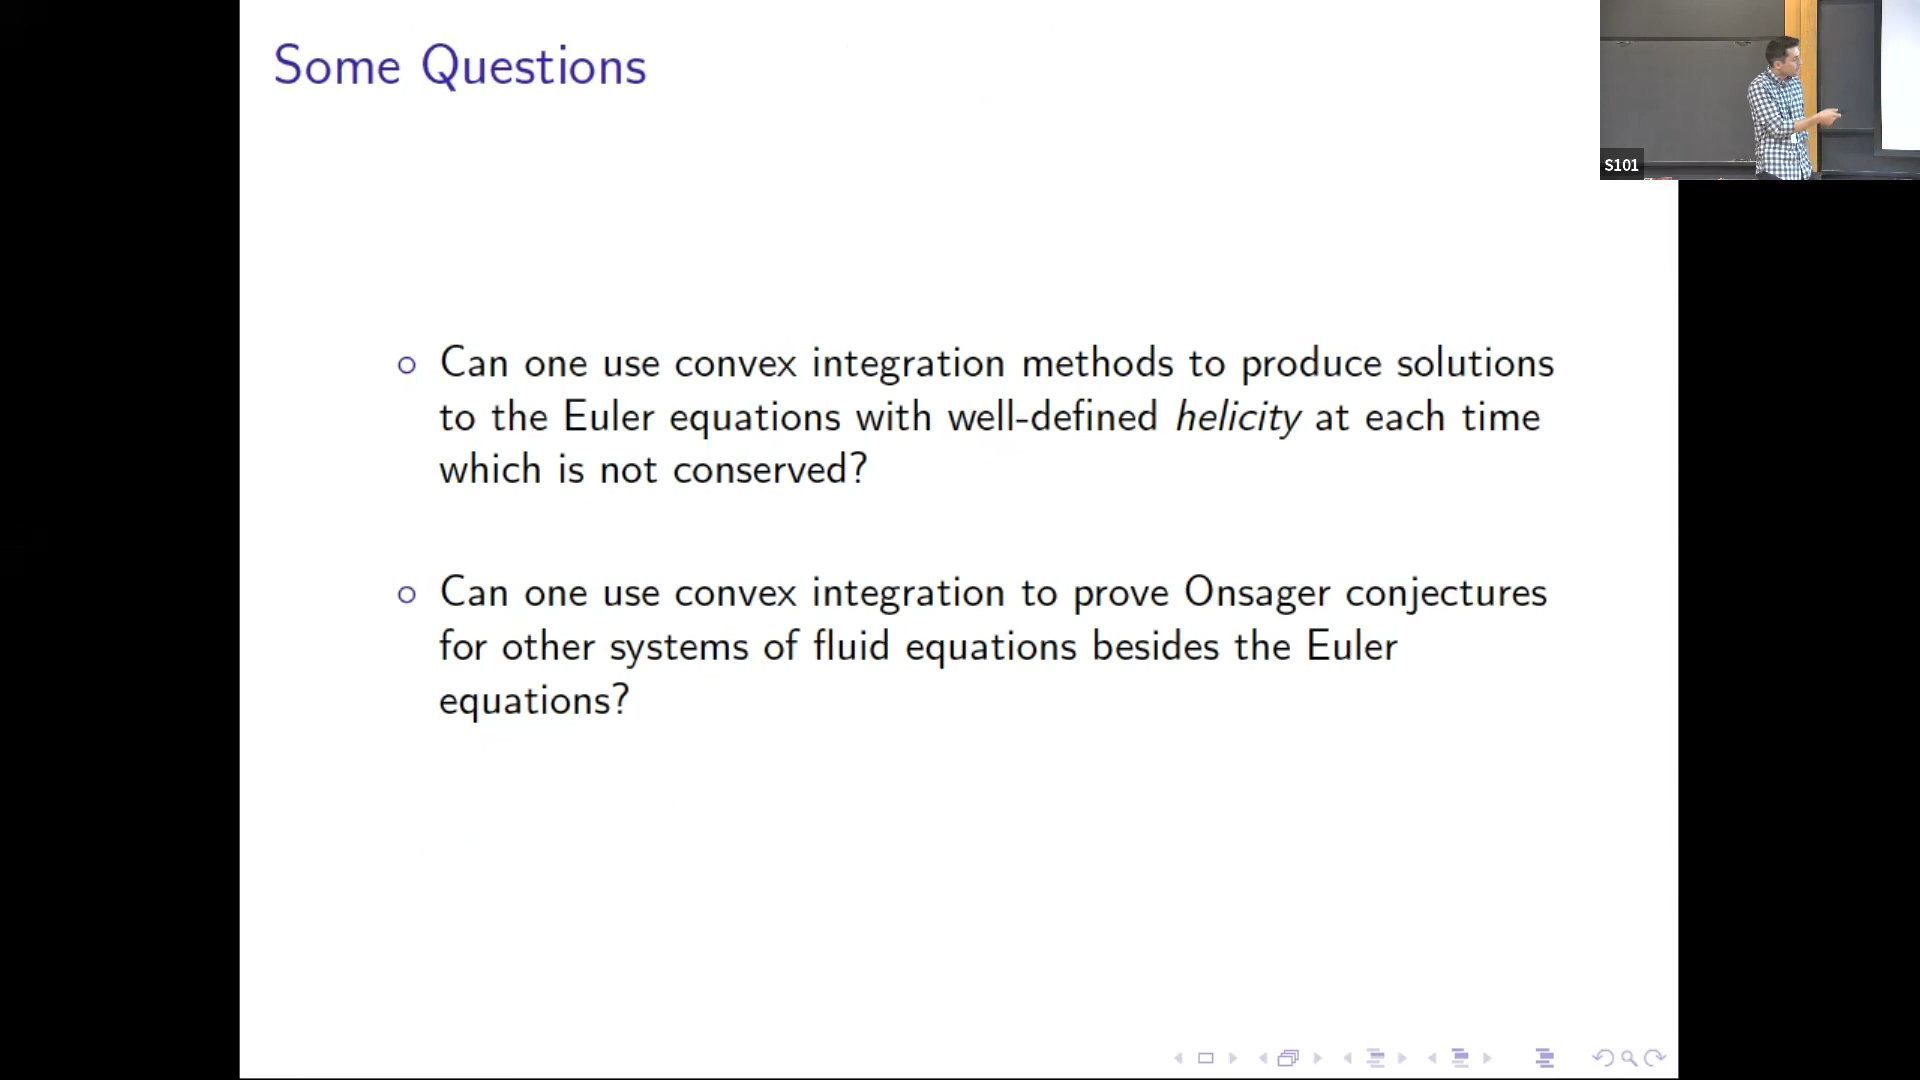 Some Questions
S101
Can one use convex integration methods to produce solutions
to the Euler equations with well-defined helicity at each time
which is not conserved?
Can one use convex integration to prove Onsager conjectures
for other systems of fluid equations besides the Euler
equations?